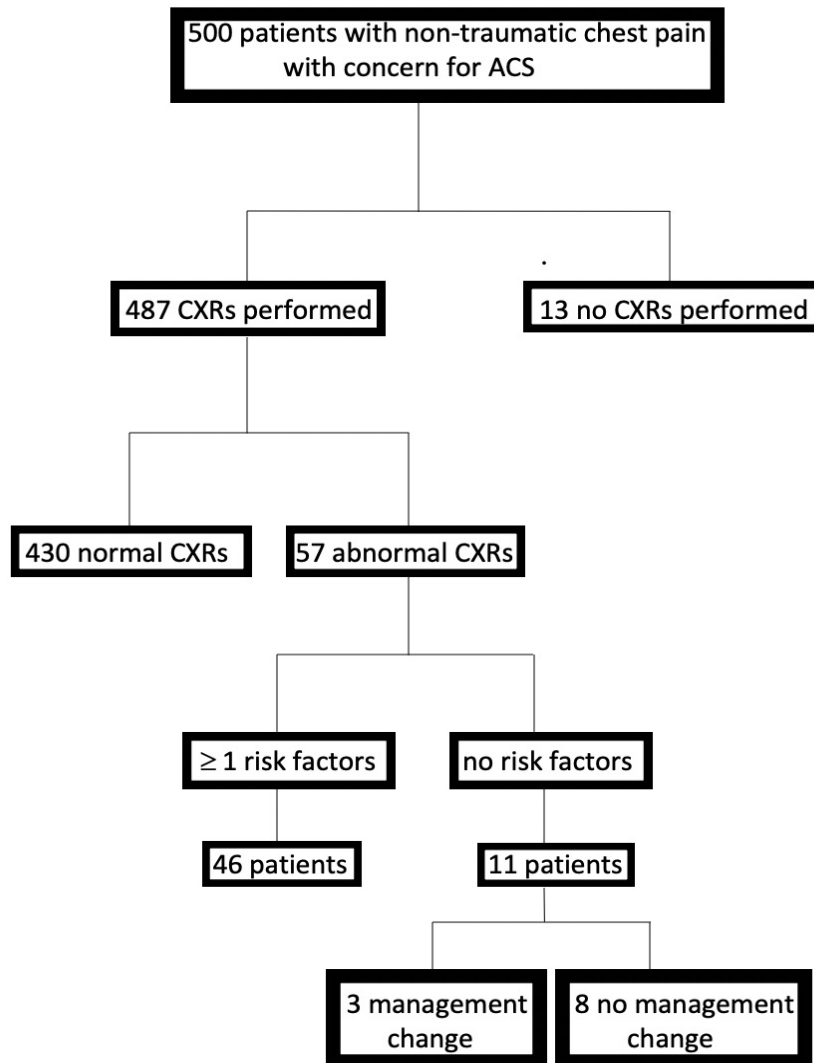 500 patients with non-traumatic chest pain
with concern for ACS
487 CXRs performed
13 no CXRs performed
430 normal CXRs
57 abnormal CXRs
≥ 1 risk factors
no risk factors
46 patients
11 patients
3 management
change
8 no management
change